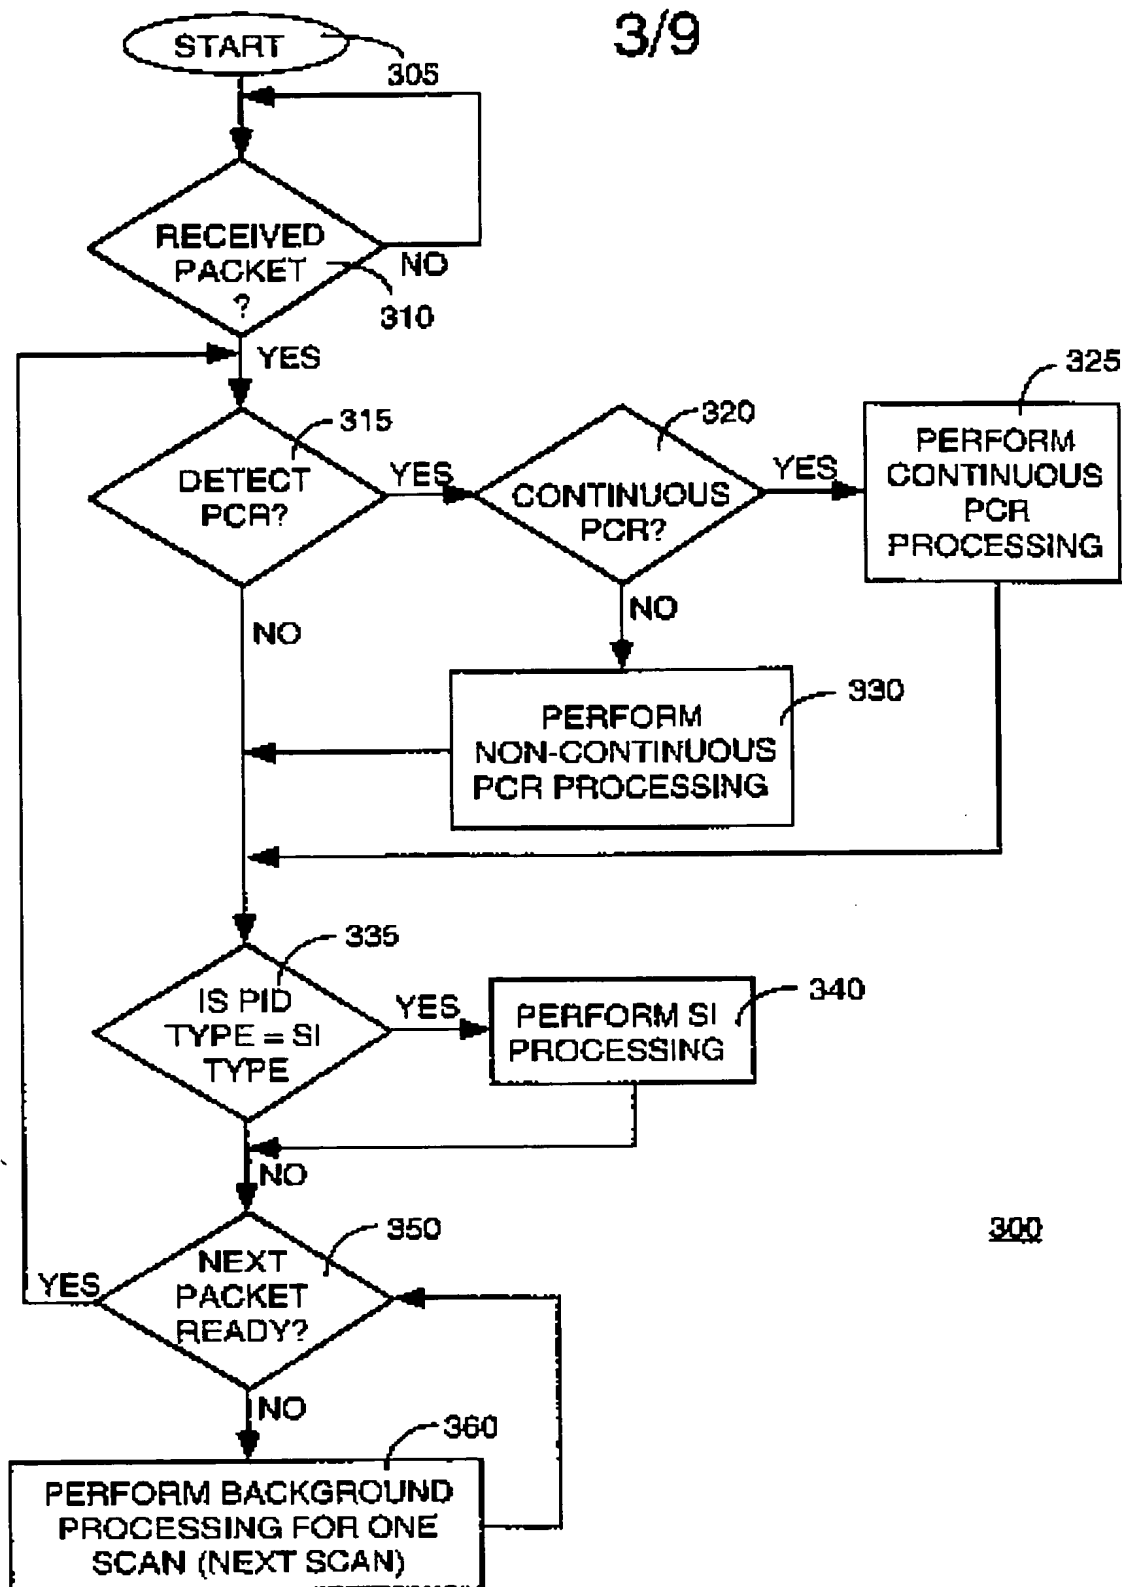 3/9
START
305
RECEIVED
PACKET
?
310
NO
YES
315
DETECT
PCR?
YES
320
CONTINUOUS
PCR?
YES
325
PERFORM
CONTINUOUS
PCR
PROCESSING
NO
NO
330
PERFORM
NON-CONTINUOUS
PCR PROCESSING
335
IS PID
TYPE = SI
TYPE
YES
340
PERFORM SI
PROCESSING
NO
350
NEXT
PACKET
READY?
YES
300
NO
360
PERFORM BACKGROUND
PROCESSING FOR ONE
SCAN (NEXT SCAN)